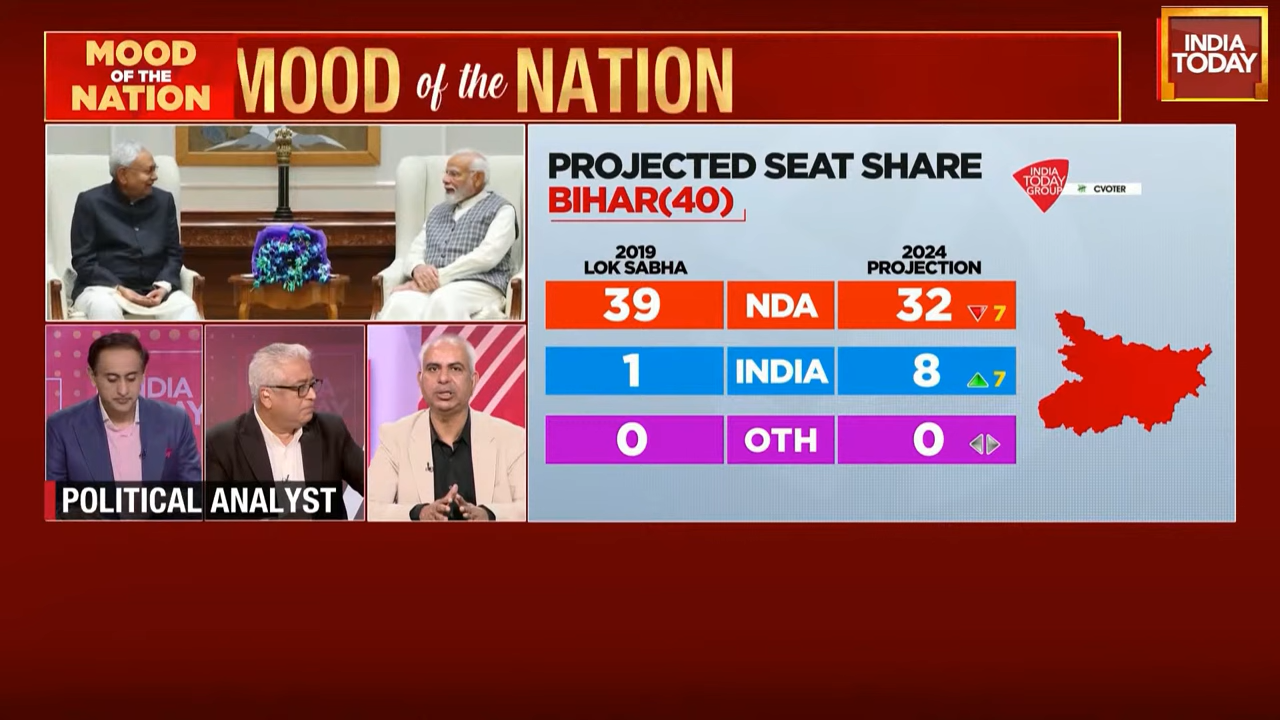 MOOD
OF THE
NATION
MOOD of the NATION
INDIA
TODAY
PROJECTED SEAT SHARE
BIHAR(40)
INDIA
TODAY
GROUP
CVOTER
2019
LOK SABHA
2024
PROJECTION
39 NDA 32 7
1 INDIA 8 7
0 OTH 0
INDIA
POLITICAL ANALYST